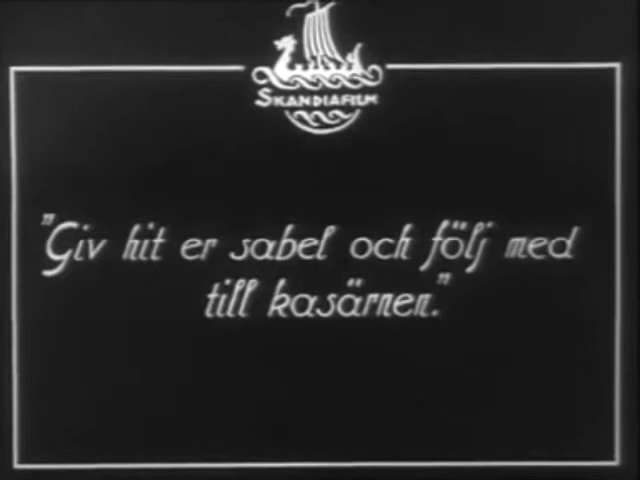 SKANDIAFILM
"Giv hit er sabel och följ med
till kasärnen."